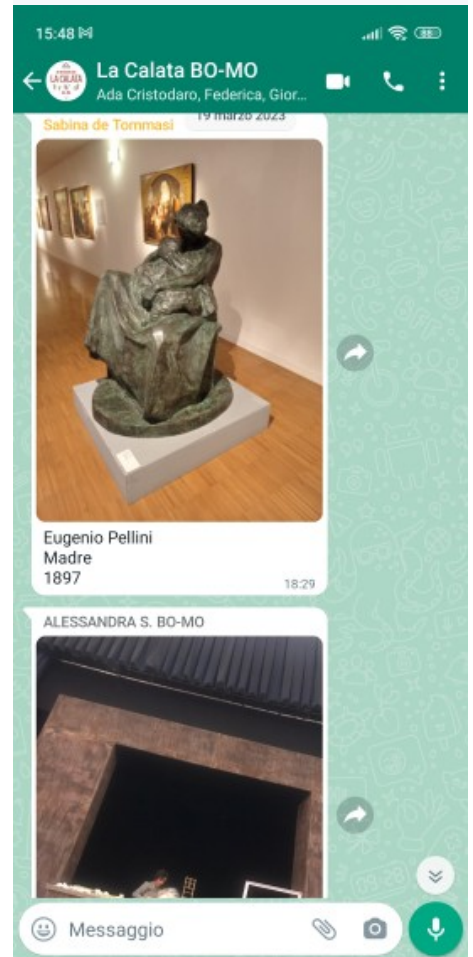 15:48
La Calata BO-MO
Ada Cristodaro, Federica, Gior...
19 marzo 2023
Sabina de Tommasi
Eugenio Pellini
Madre
1897
18:29
ALESSANDRA S. BO-MO
Messaggio